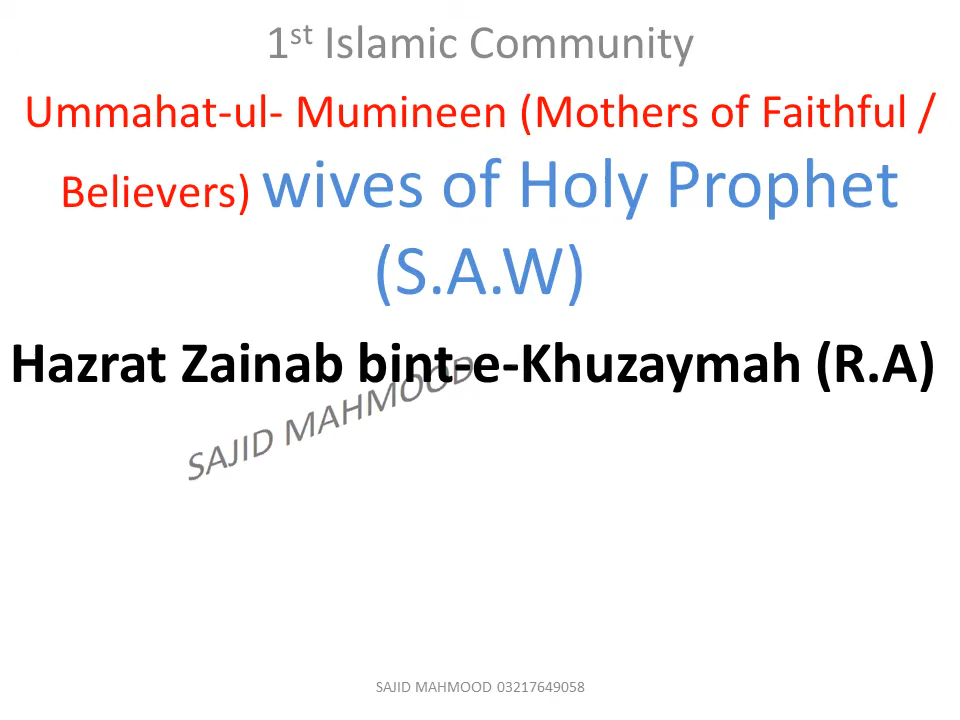 1st Islamic Community
Ummahat-ul- Mumineen (Mothers of Faithful /
Believers) wives of Holy Prophet
(S.A.W)
Hazrat Zainab bint-e-Khuzaymah (R.A)
SAJID MAHMOOD
SAJID MAHMOOD 03217649058